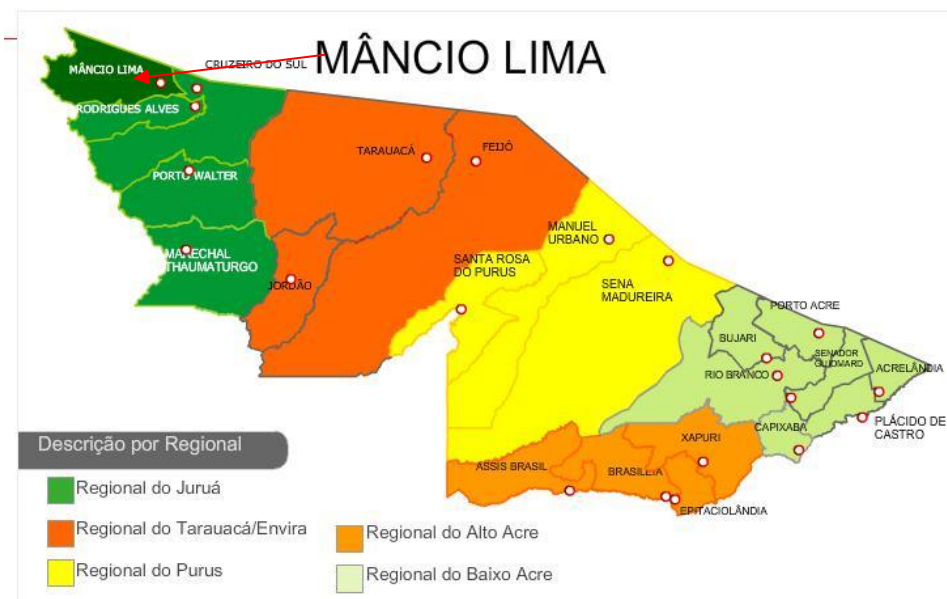 MÂNCIO LIMA
MÂNCIO LIMA
CRUZEIRO DO SUL
RODRIGUES ALVES
TARAUACÁ
FEIJÓ
PORTO WALTER
MARECHAL
THAUMATURGO
JORDÃO
MANUEL
URBANO
SANTA ROSA
DO PURUS
SENA
MADUREIRA
PORTO ACRE
BUJARI
SENADOR
GUIOMARD
ACRELÂNDIA
RIO BRANCO
PLÁCIDO DE
CASTRO
CAPIXABA
XAPURI
ASSIS BRASIL
BRASILEIA
EPITACIOLÂNDIA
Descrição por Regional
Regional do Juruá
Regional do Tarauacá/Envira
Regional do Purus
Regional do Alto Acre
Regional do Baixo Acre